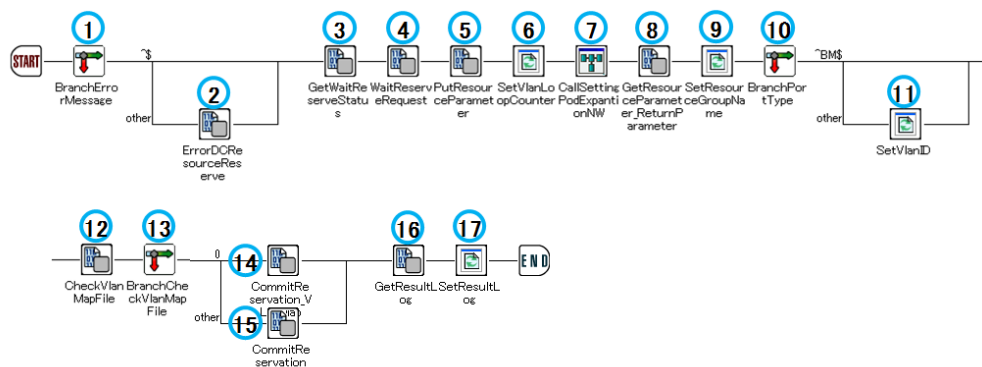 1
3
4
5
6
7
8
9
10
START
^$
^BM$
BranchErro
rMessage
GetWaitRe
serveStatu
s
WaitReserv
eRequest
PutResour
ceParamet
er
SetVlanLo
opCounter
CallSetting
PodExpanti
onNW
GetResour
ceParamet
er_ReturnP
arameter
SetResour
ceGroupNa
me
BranchPor
tType
2
11
other
other
ErrorDCRe
sourceRes
erve
SetVlanID
12
13
16
17
0
14
END
CheckVlan
MapFile
BranchChe
ckVlanMap
File
CommitRe
servation_V
GetResultL
og
SetResultL
og
other
15
CommitRe
servation